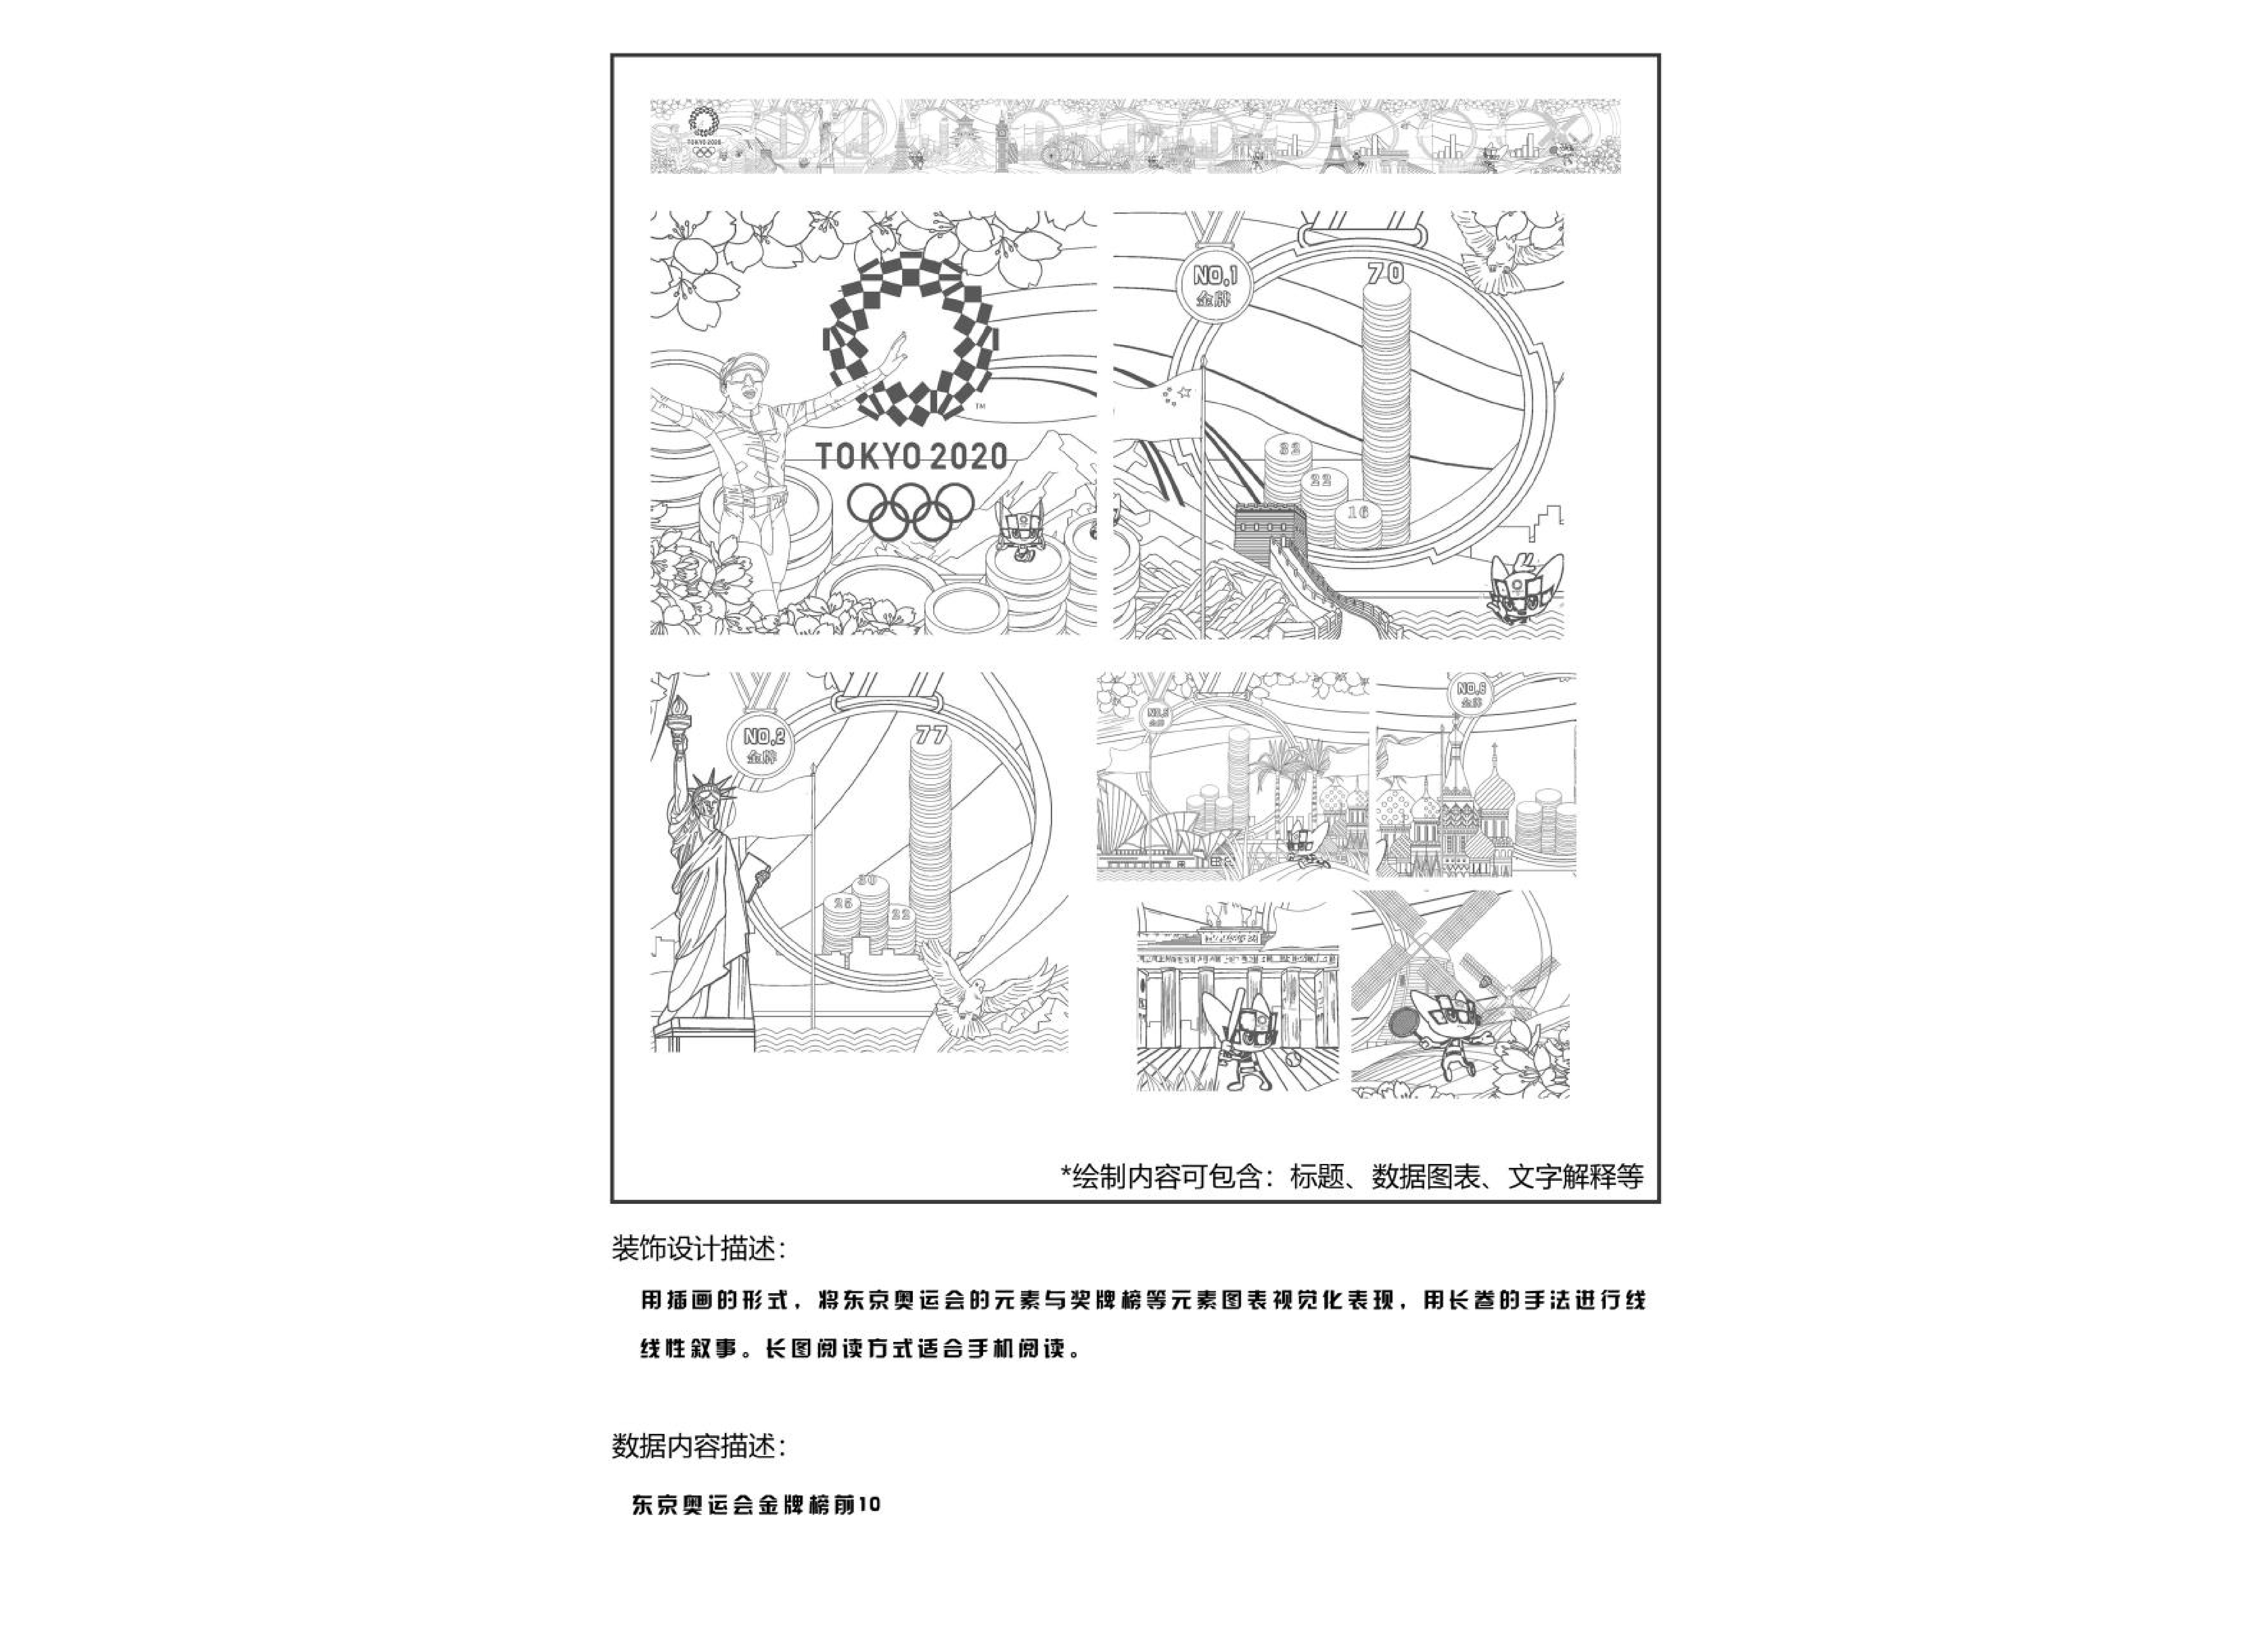 TOKYO 2020
TM
TOKYO 2020
NO.1
金牌
70
32
22
16
NO.2
金牌
77
30
25
22
NO.5
金牌
NO.6
金牌
*绘制内容可包含：标题、数据图表、文字解释等
装饰设计描述：
用插画的形式，将东京奥运会的元素与奖牌榜等元素图表视觉化表现，用长卷的手法进行线
线性叙事。长图阅读方式适合手机阅读。
数据内容描述：
东京奥运会金牌榜前10